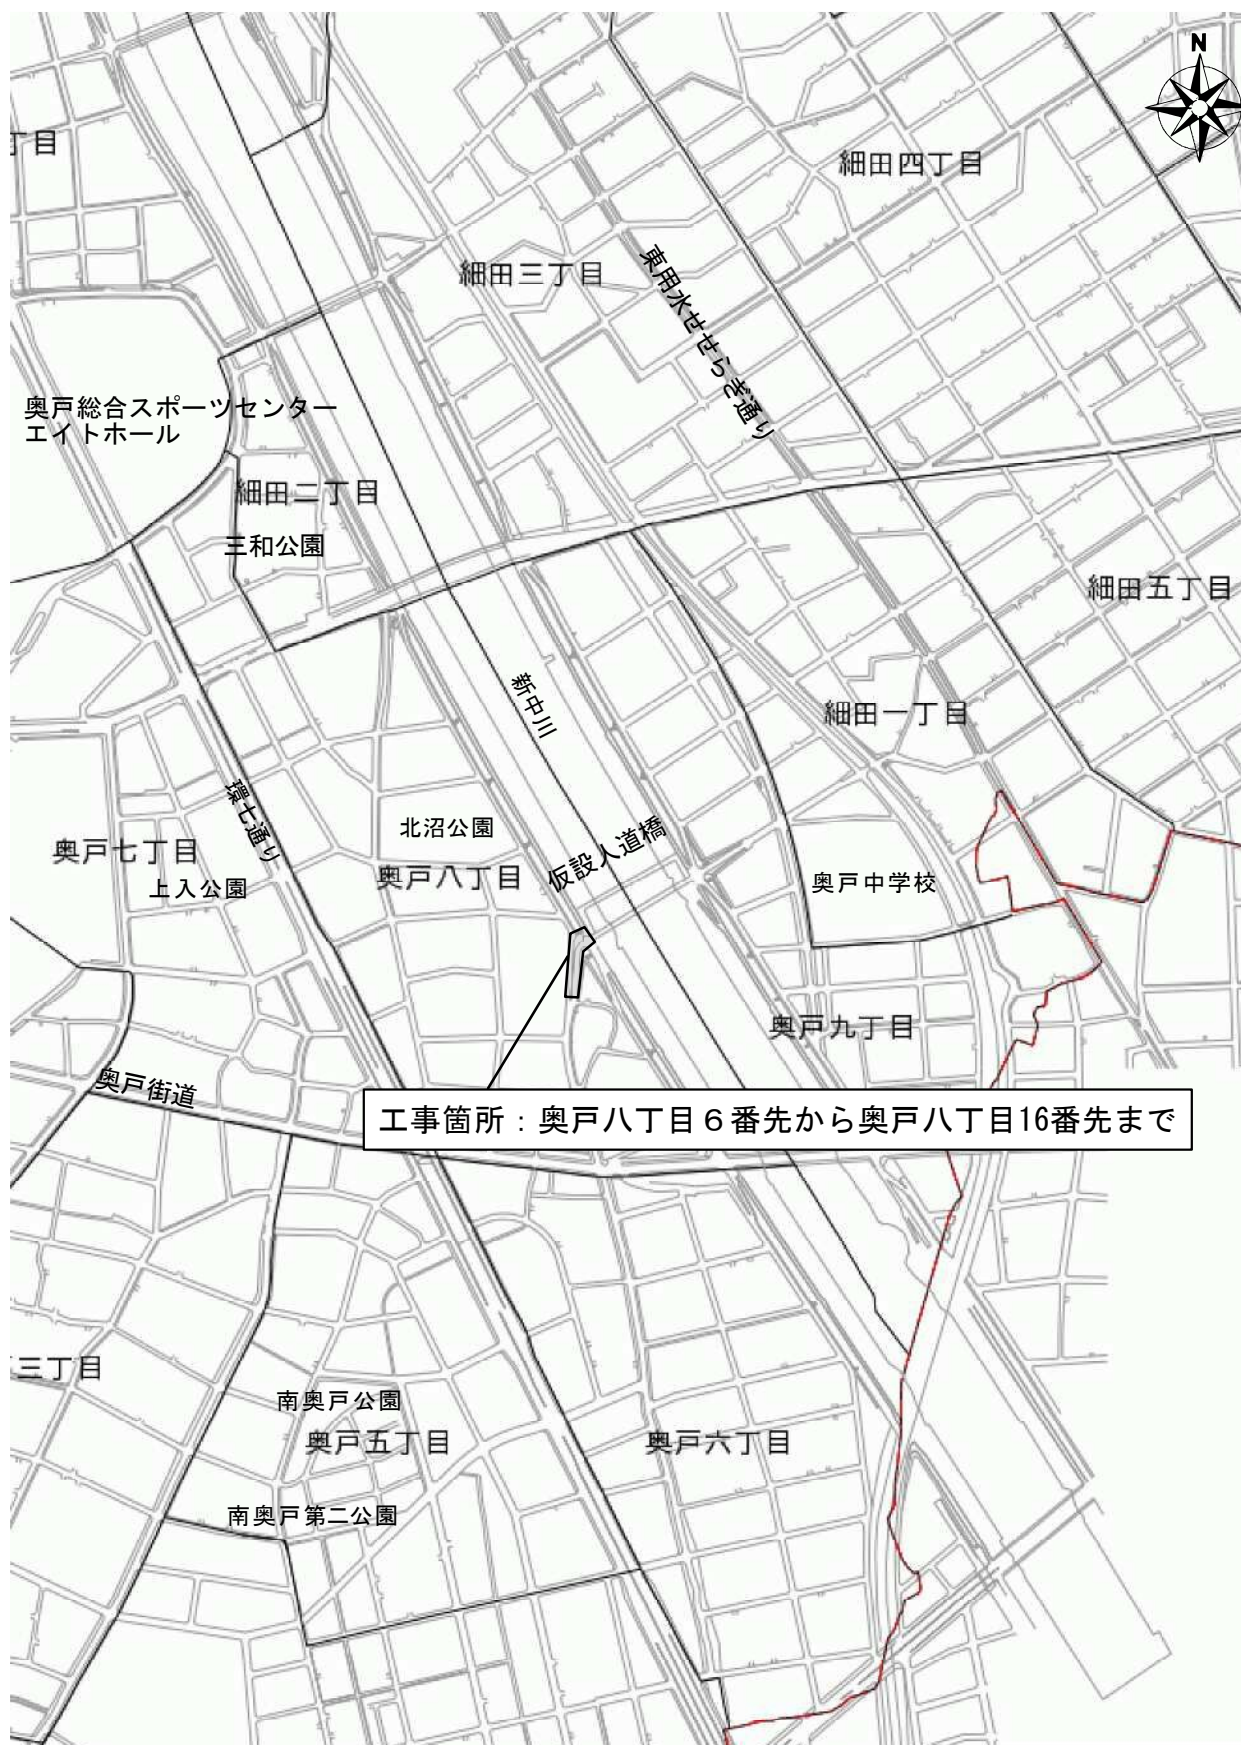 N
丁目
細田四丁目
細田三丁目
東用水せせらぎ通り
奥戸総合スポーツセンター
エイトホール
細田二丁目
三和公園
細田五丁目
新中川
細田一丁目
環七通り
北沼公園
仮設人道橋
奥戸七丁目
上入公園
奥戸八丁目
奥戸中学校
奥戸九丁目
奥戸街道
工事箇所：奥戸八丁目６番先から奥戸八丁目16番先まで
三丁目
南奥戸公園
奥戸五丁目
奥戸六丁目
南奥戸第二公園